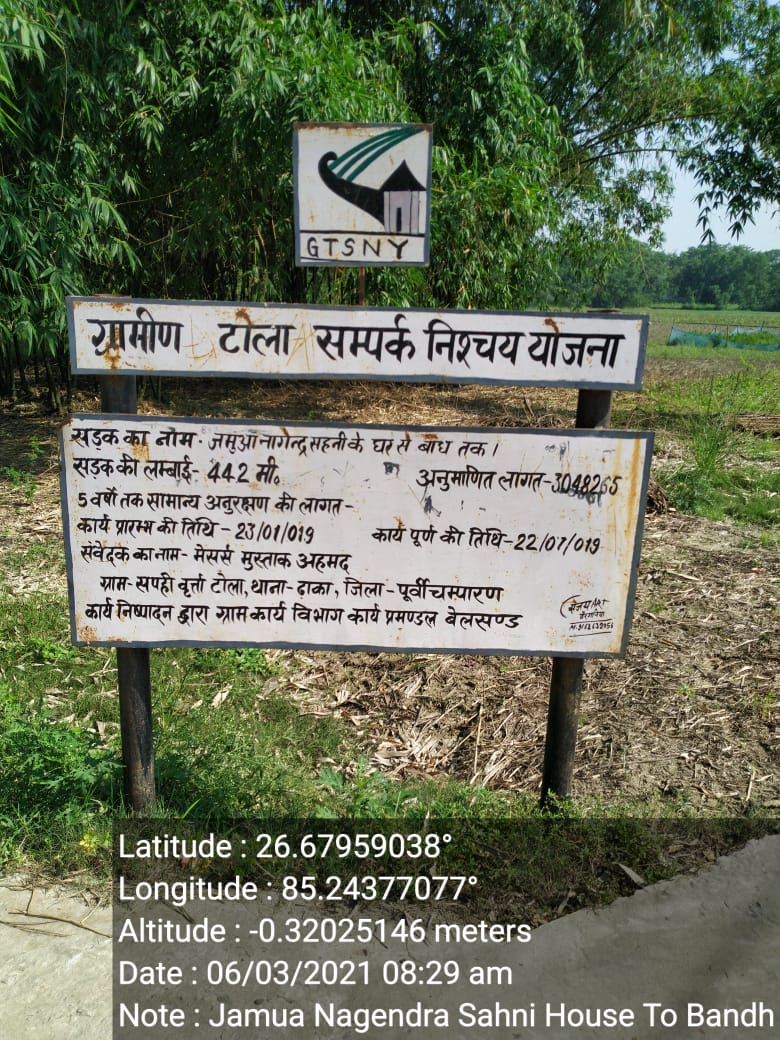 GTSNY
ग्रामीण टोला सम्पर्क निश्चय योजना
सड़क का नाम - जमुआ नागेन्द्र सहनी के घर से बांध तक।
सड़क की लम्बाई - 442 मी. अनुमाणित लागत - 3048265
5 वर्षो तक सामान्य अनुरक्षण की लागत -
कार्य प्रारम्भ की तिथि - 23/01/019 कार्य पूर्ण की तिथि - 22/07/019
संवेदक का नाम - मेसर्स मुस्ताक अहमद
ग्राम - सपही वृर्त्ता टोला, थाना - ढाका, जिला - पूर्वी चम्पारण
कार्य निष्पादन द्वारा ग्राम कार्य विभाग कार्य प्रमण्डल बेलसण्ड
ART
Latitude : 26.67959038°
Longitude : 85.24377077°
Altitude : -0.32025146 meters
Date : 06/03/2021 08:29 am
Note : Jamua Nagendra Sahni House To Bandh